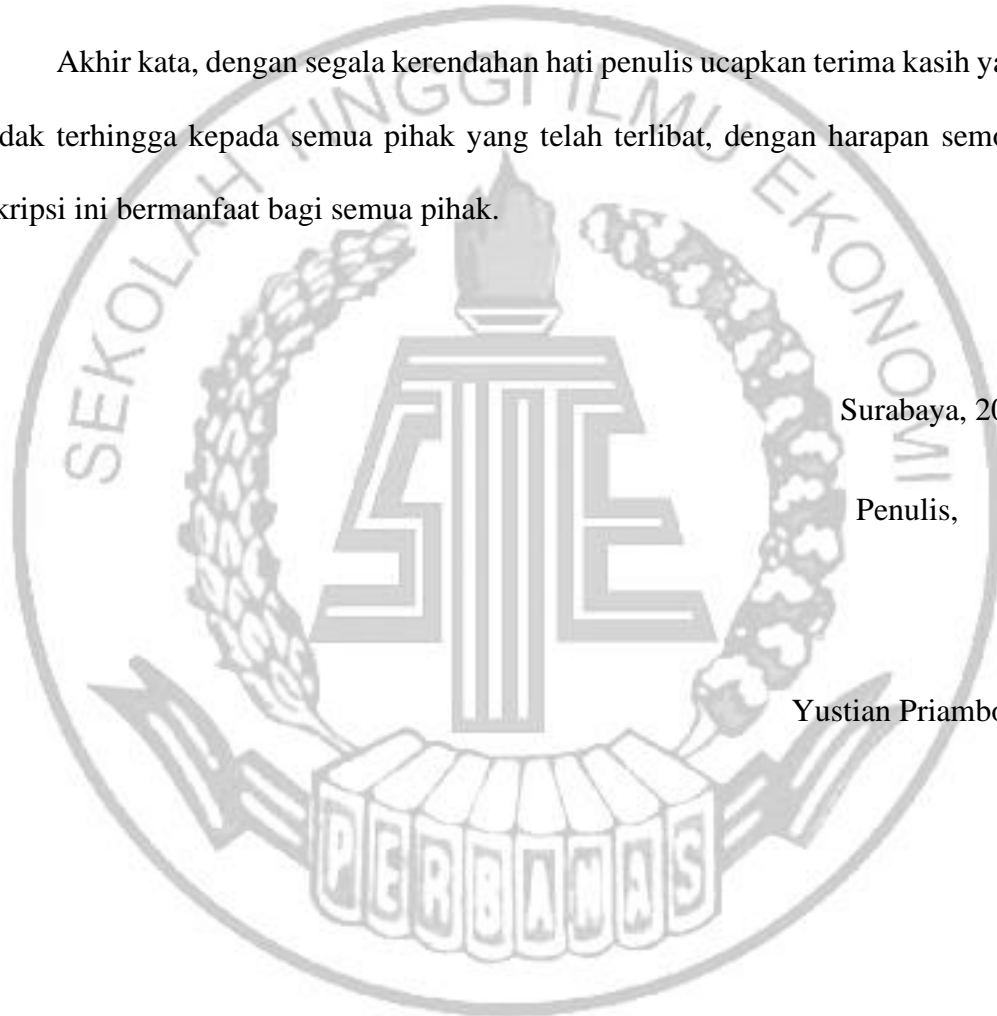 Akhir kata, dengan segala kerendahan hati penulis ucapkan terima kasih ya
dak terhingga kepada semua pihak yang telah terlibat, dengan harapan semo
kripsi ini bermanfaat bagi semua pihak.
SEKOLAH TINGGI ILMU EKONOMI
Surabaya, 20
Penulis,
STIE
Yustian Priambo
PERBANAS